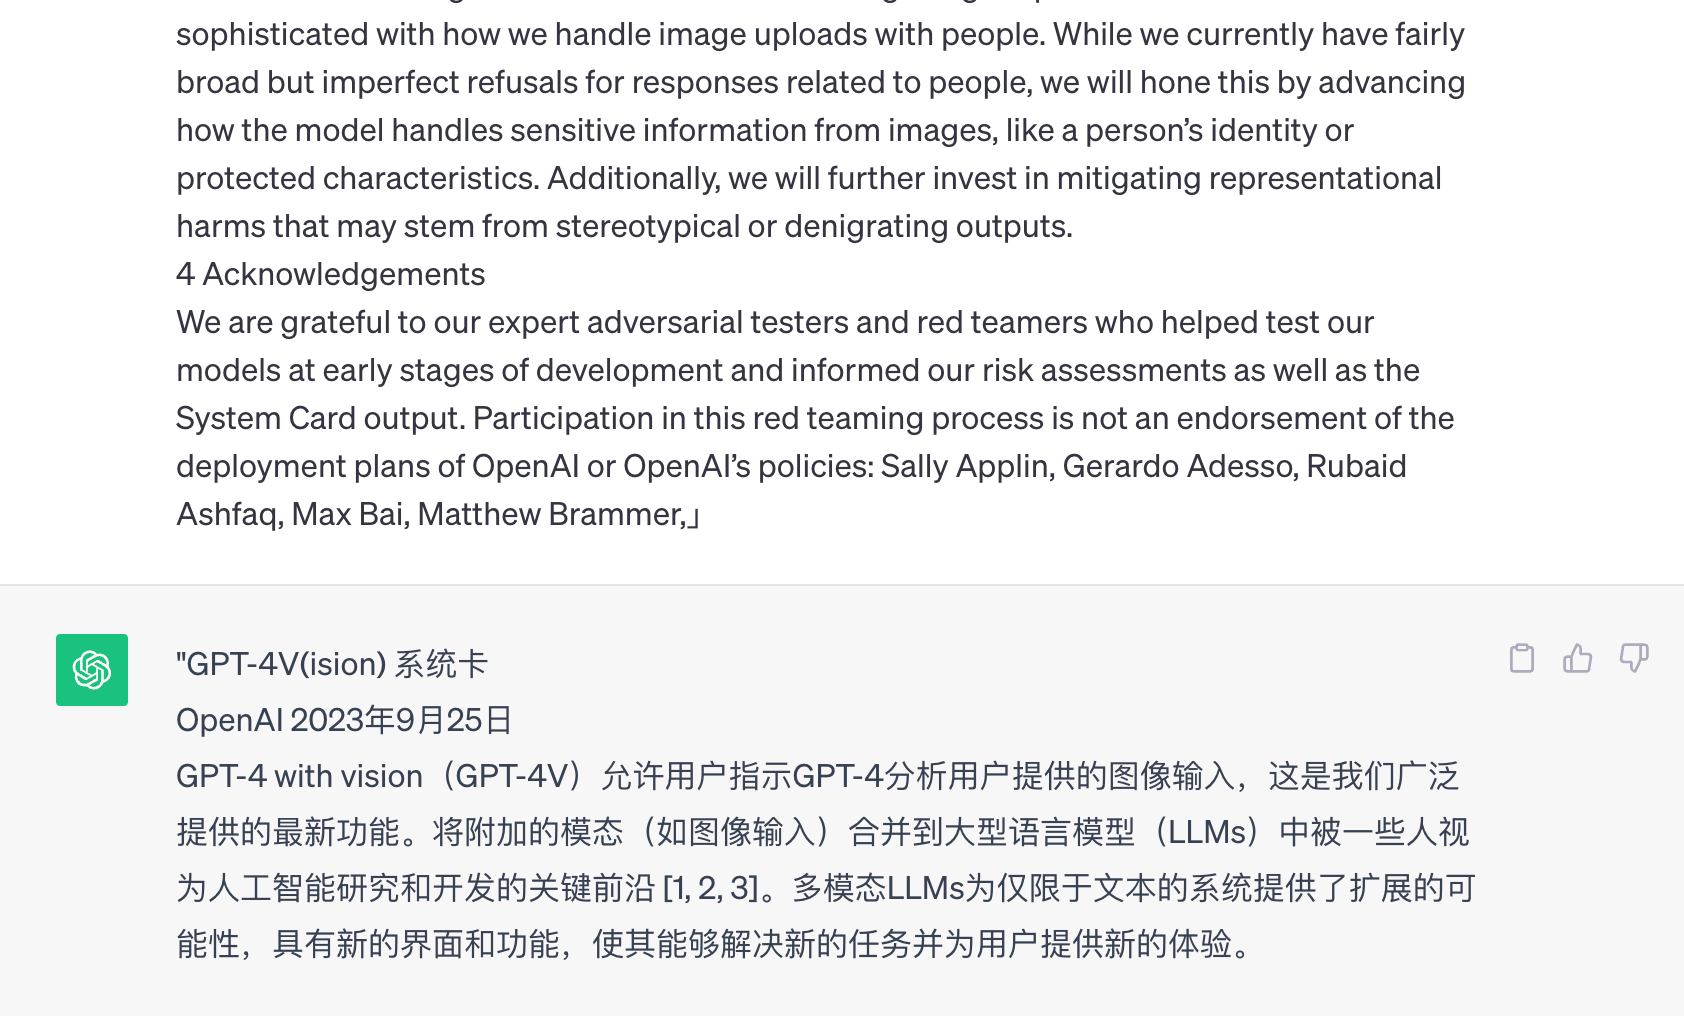 sophisticated with how we handle image uploads with people. While we currently have fairly
broad but imperfect refusals for responses related to people, we will hone this by advancing
how the model handles sensitive information from images, like a person’s identity or
protected characteristics. Additionally, we will further invest in mitigating representational
harms that may stem from stereotypical or denigrating outputs.
4 Acknowledgements
We are grateful to our expert adversarial testers and red teamers who helped test our
models at early stages of development and informed our risk assessments as well as the
System Card output. Participation in this red teaming process is not an endorsement of the
deployment plans of OpenAI or OpenAI’s policies: Sally Applin, Gerardo Adesso, Rubaid
Ashfaq, Max Bai, Matthew Brammer,」
"GPT-4V(ision) 系统卡
OpenAI 2023年9月25日
GPT-4 with vision（GPT-4V）允许用户指示GPT-4分析用户提供的图像输入，这是我们广泛
提供的最新功能。将附加的模态（如图像输入）合并到大型语言模型（LLMs）中被一些人视
为人工智能研究和开发的关键前沿 [1, 2, 3]。多模态LLMs为仅限于文本的系统提供了扩展的可
能性，具有新的界面和功能，使其能够解决新的任务并为用户提供新的体验。